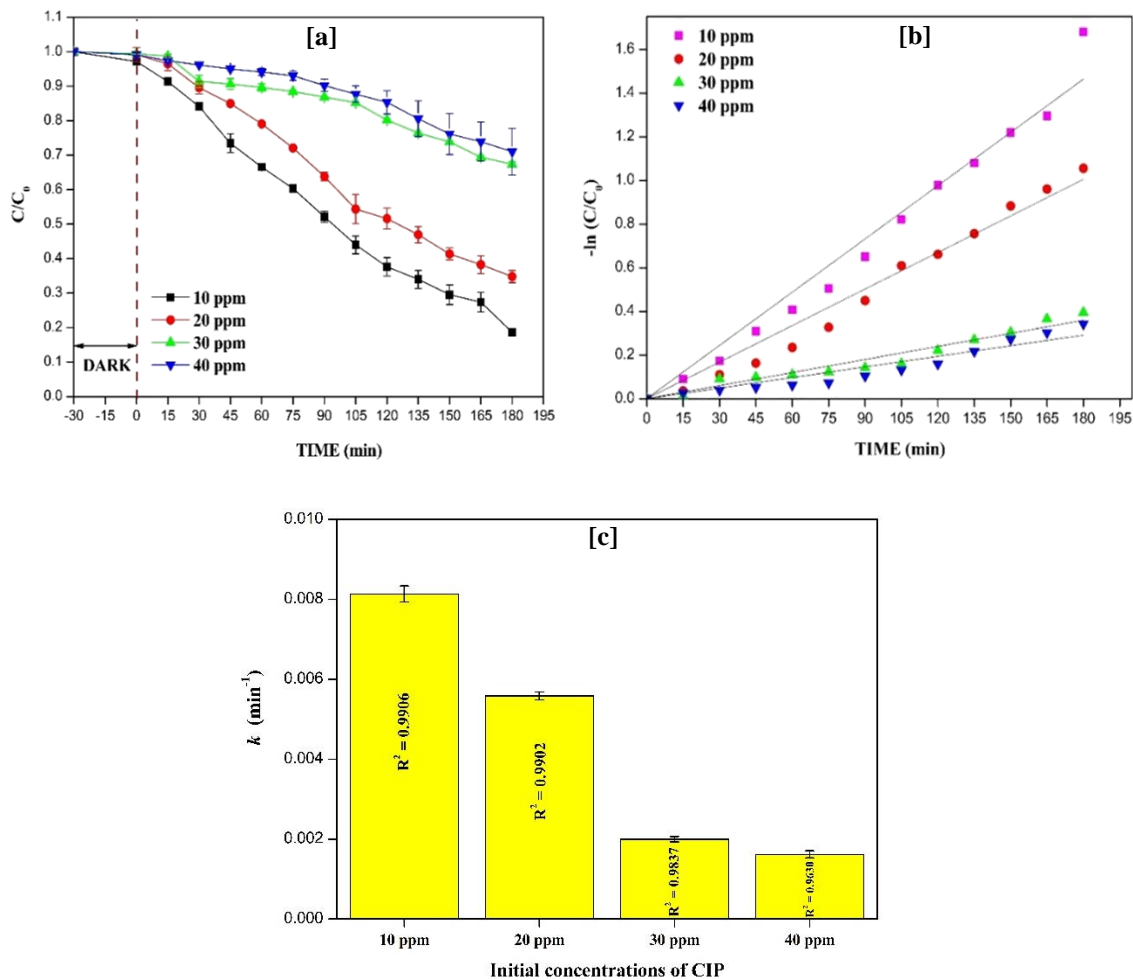 [a]
C/C₀
1.1
1.0
0.9
0.8
0.7
0.6
0.5
0.4
0.3
0.2
0.1
0.0
10 ppm
20 ppm
30 ppm
40 ppm
DARK
-30 -15 0 15 30 45 60 75 90 105 120 135 150 165 180 195
TIME (min)
[b]
-ln (C/C₀)
1.6
1.4
1.2
1.0
0.8
0.6
0.4
0.2
0.0
10 ppm
20 ppm
30 ppm
40 ppm
0 15 30 45 60 75 90 105 120 135 150 165 180 195
TIME (min)
[c]
k (min⁻¹)
0.010
0.008
0.006
0.004
0.002
0.000
R² = 0.9906
R² = 0.9902
R² = 0.9837
R² = 0.9630
10 ppm 20 ppm 30 ppm 40 ppm
Initial concentrations of CIP